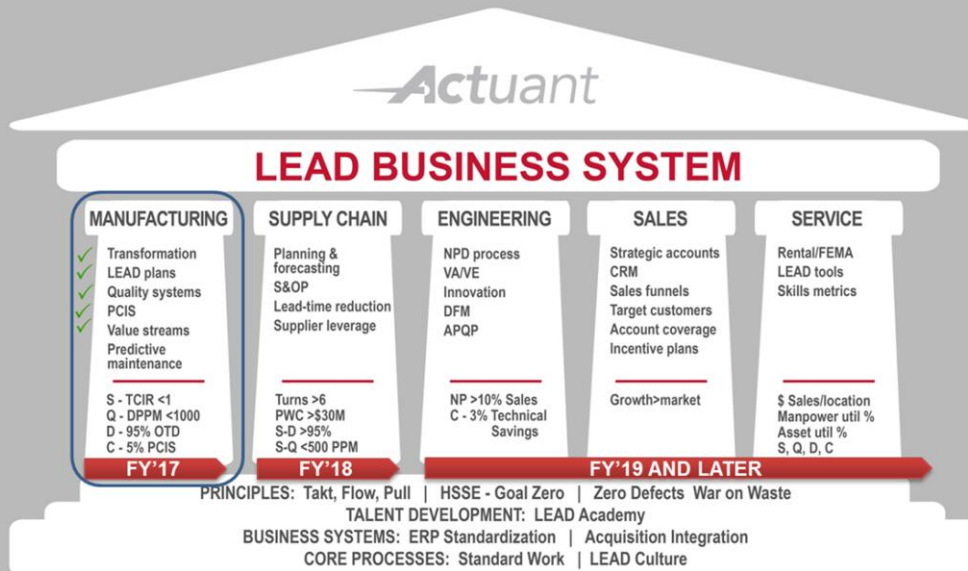 Actuant
LEAD BUSINESS SYSTEM
MANUFACTURING
Transformation
LEAD plans
Quality systems
PCIS
Value streams
Predictive
maintenance
S - TCIR <1
Q - DPPM <1000
D - 95% OTD
C - 5% PCIS
FY'17
SUPPLY CHAIN
Planning &
forecasting
S&OP
Lead-time reduction
Supplier leverage
Turns >6
PWC >$30M
S-D >95%
S-Q <500 PPM
FY'18
ENGINEERING
NPD process
VA/VE
Innovation
DFM
APQP
NP >10% Sales
C - 3% Technical
Savings
SALES
Strategic accounts
CRM
Sales funnels
Target customers
Account coverage
Incentive plans
Growth>market
SERVICE
Rental/FEMA
LEAD tools
Skills metrics
$ Sales/location
Manpower util %
Asset util %
S, Q, D, C
FY'19 AND LATER
PRINCIPLES: Takt, Flow, Pull | HSSE - Goal Zero | Zero Defects War on Waste
TALENT DEVELOPMENT: LEAD Academy
BUSINESS SYSTEMS: ERP Standardization | Acquisition Integration
CORE PROCESSES: Standard Work | LEAD Culture